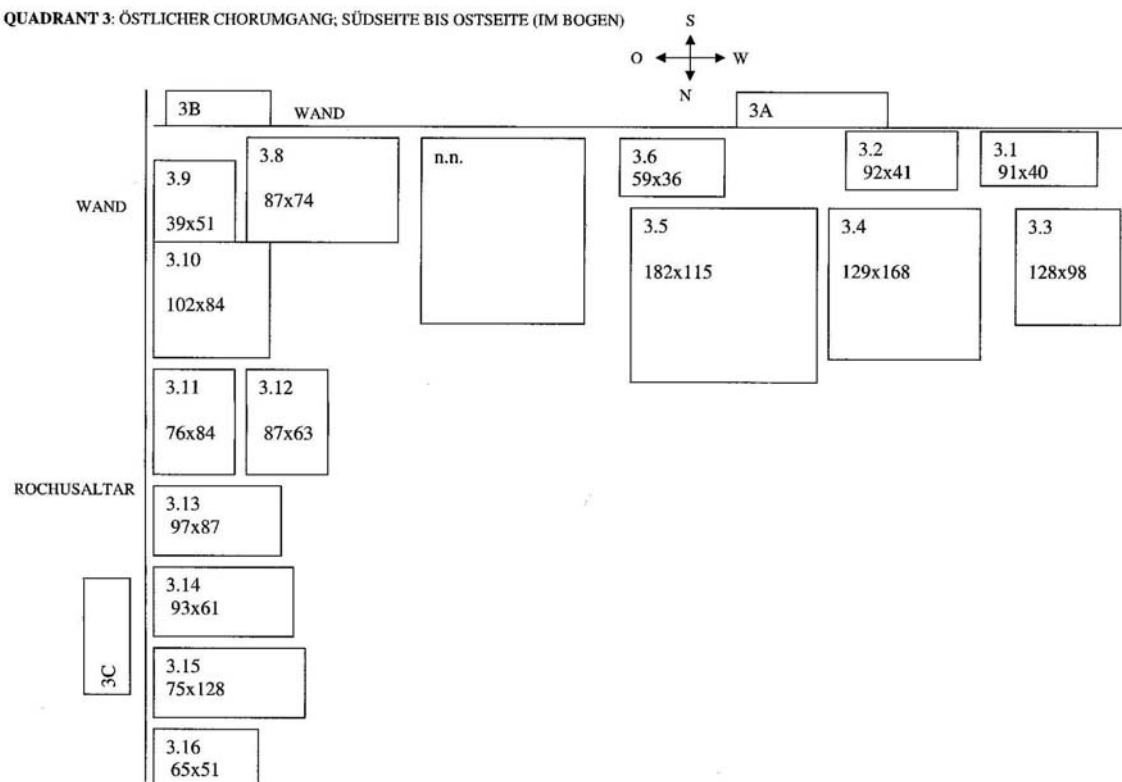 QUADRANT 3: ÖSTLICHER CHORUMGANG; SÜDSEITE BIS OSTSEITE (IM BOGEN)
S
O
W
N
3B
WAND
3A
3.9
39x51
3.8
87x74
n.n.
3.6
59x36
3.2
92x41
3.1
91x40
WAND
3.10
102x84
3.5
182x115
3.4
129x168
3.3
128x98
3.11
76x84
3.12
87x63
ROCHUSALTAR
3.13
97x87
3.14
93x61
3C
3.15
75x128
3.16
65x51